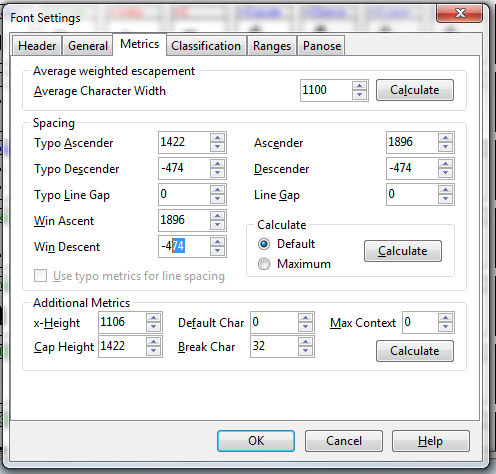 Font Settings
Header General Metrics Classification Ranges Panose
Average weighted escapement
Average Character Width 1100 Calculate
Spacing
Typo Ascender 1422 Ascender 1896
Typo Descender -474 Descender -474
Typo Line Gap 0 Line Gap 0
Win Ascent 1896
Win Descent -474
Calculate
Default
Maximum
Calculate
Use typo metrics for line spacing
Additional Metrics
x-Height 1106 Default Char 0 Max Context 0
Cap Height 1422 Break Char 32 Calculate
OK Cancel Help